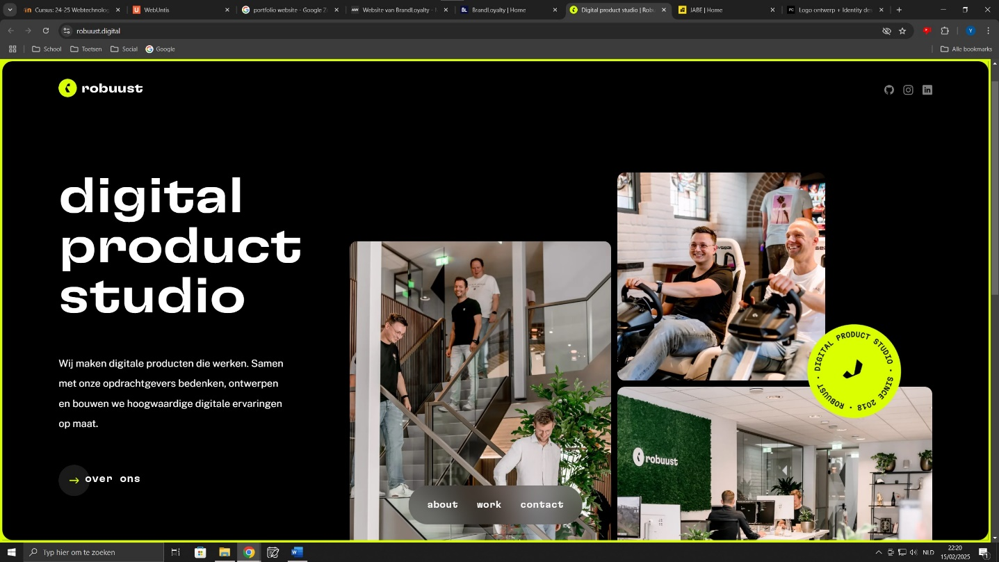 Cursus: 24-25 Webtechnolog
WebUntis
portfolio website - Google Z
Website van BrandLoyalty -
BrandLoyalty | Home
Digital product studio | Rob
JABE | Home
Logo ontwerp + Identity des
robuust.digital
School
Toetsen
Social
Google
Alle bookmarks
robuust
digital
product
studio
Wij maken digitale producten die werken. Samen
met onze opdrachtgevers bedenken, ontwerpen
en bouwen we hoogwaardige digitale ervaringen
op maat.
over ons
DIGITAL PRODUCT STUDIO • SINCE 2018 • ROBUUST •
robuust
about work contact
Typ hier om te zoeken
NLD
22:20
15/02/2025